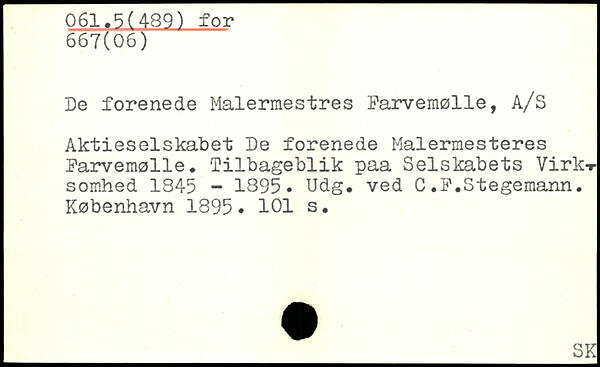 061.5(489) for
667(06)
De forenede Malermestres Farvemølle, A/S
Aktieselskabet De forenede Malermesteres
Farvemølle. Tilbageblik paa Selskabets Virk-
somhed 1845 - 1895. Udg. ved C.F.Stegemann.
København 1895. 101 s.
SK